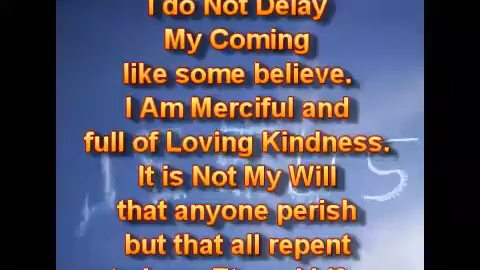 I do Not Delay
My Coming
like some believe.
I Am Merciful and
full of Loving Kindness.
It is Not My Will
that anyone perish
but that all repent